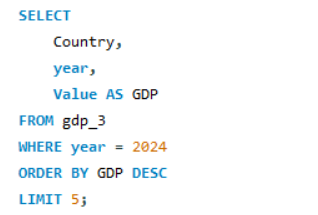 SELECT
    Country,
    year,
    Value AS GDP
FROM gdp_3
WHERE year = 2024
ORDER BY GDP DESC
LIMIT 5;